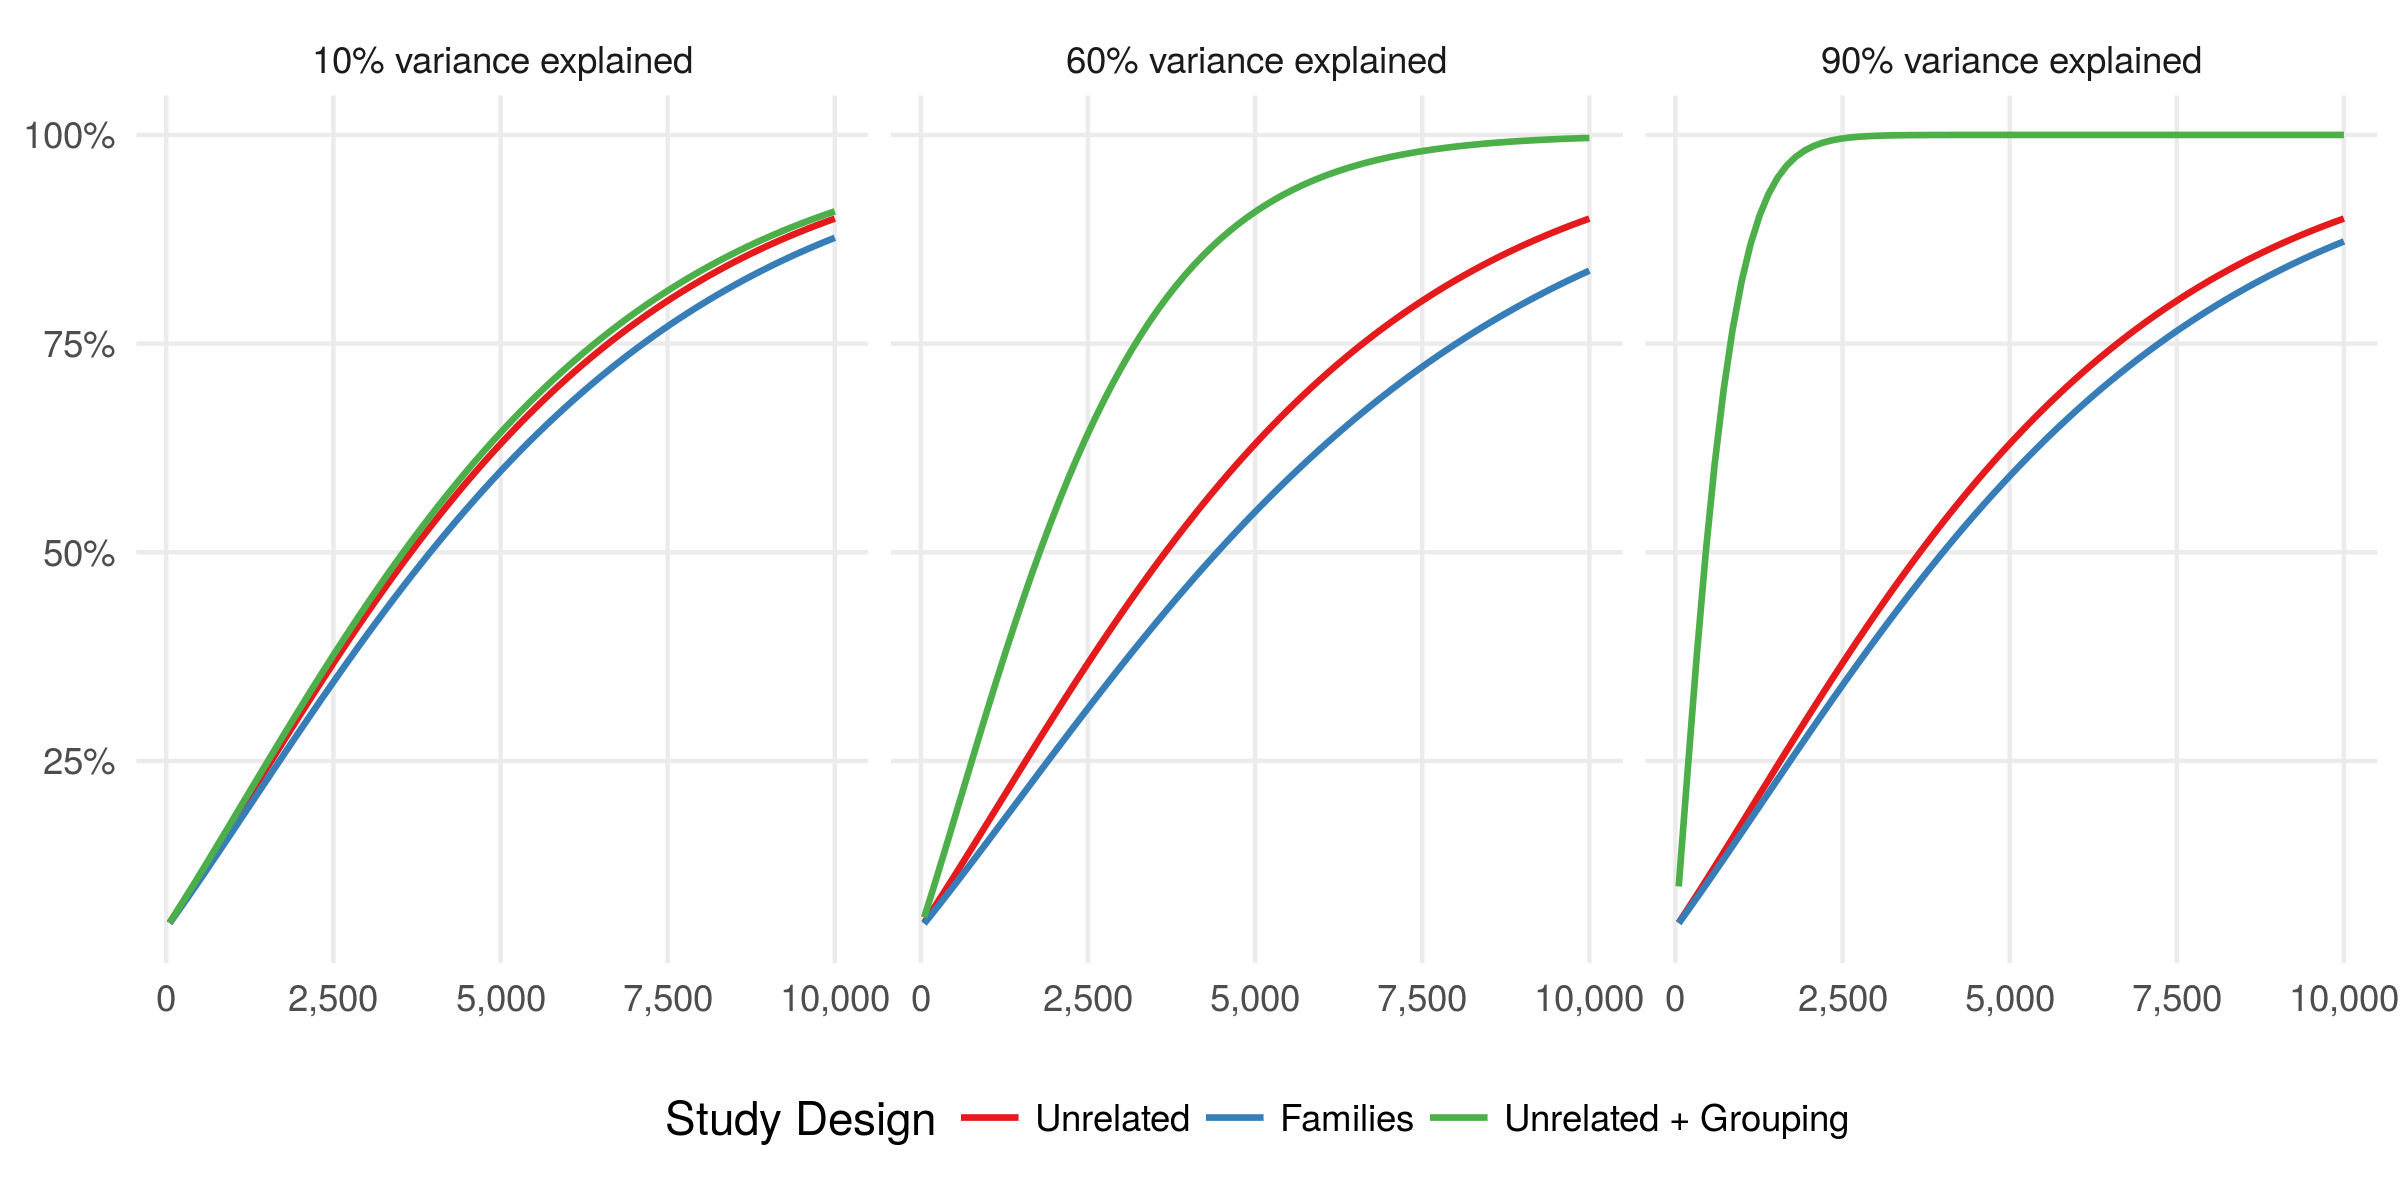 10% variance explained
60% variance explained
90% variance explained
100%
75%
50%
25%
0 2,500 5,000 7,500 10,000 0 2,500 5,000 7,500 10,000 0 2,500 5,000 7,500 10,000
Study Design Unrelated Families Unrelated + Grouping